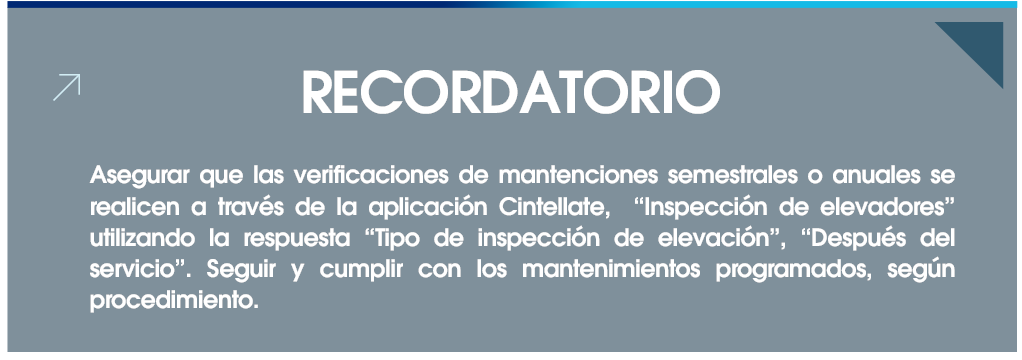 RECORDATORIO
Asegurar que las verificaciones de mantenciones semestrales o anuales se
realicen a través de la aplicación Cintellate, “Inspección de elevadores”
utilizando la respuesta “Tipo de inspección de elevación”, “Después del
servicio”. Seguir y cumplir con los mantenimientos programados, según
procedimiento.